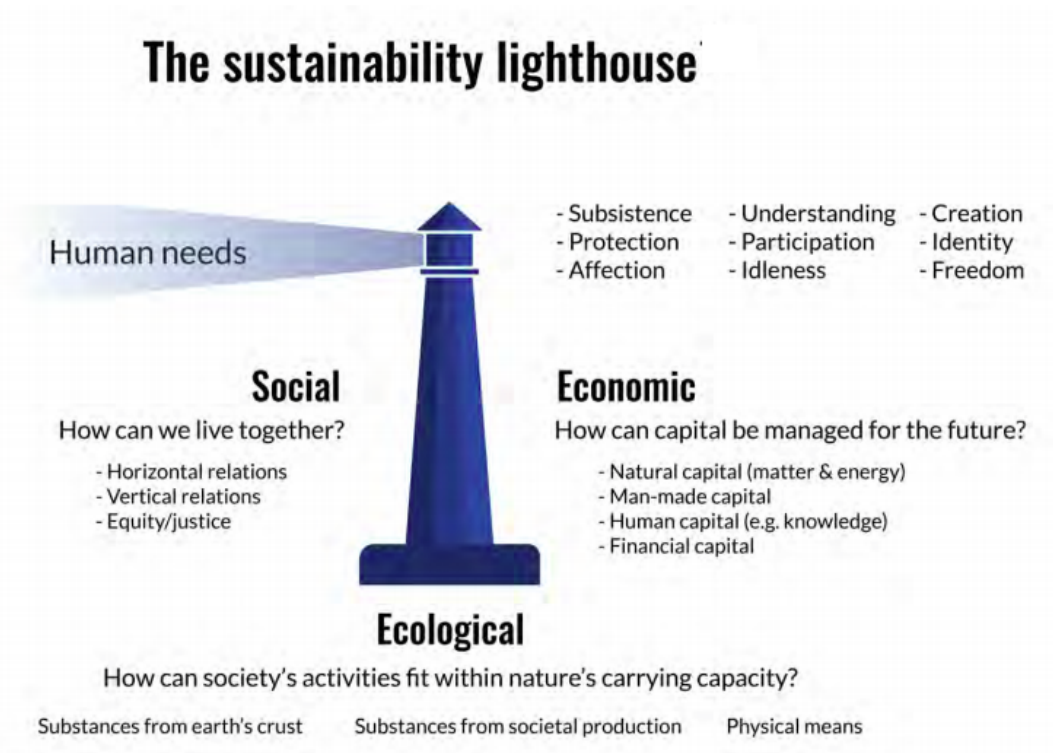 The sustainability lighthouse
Human needs
- Subsistence
- Protection
- Affection
- Understanding
- Participation
- Idleness
- Creation
- Identity
- Freedom
Social
How can we live together?
- Horizontal relations
- Vertical relations
- Equity/justice
Economic
How can capital be managed for the future?
- Natural capital (matter & energy)
- Man-made capital
- Human capital (e.g. knowledge)
- Financial capital
Ecological
How can society's activities fit within nature's carrying capacity?
Substances from earth's crust
Substances from societal production
Physical means